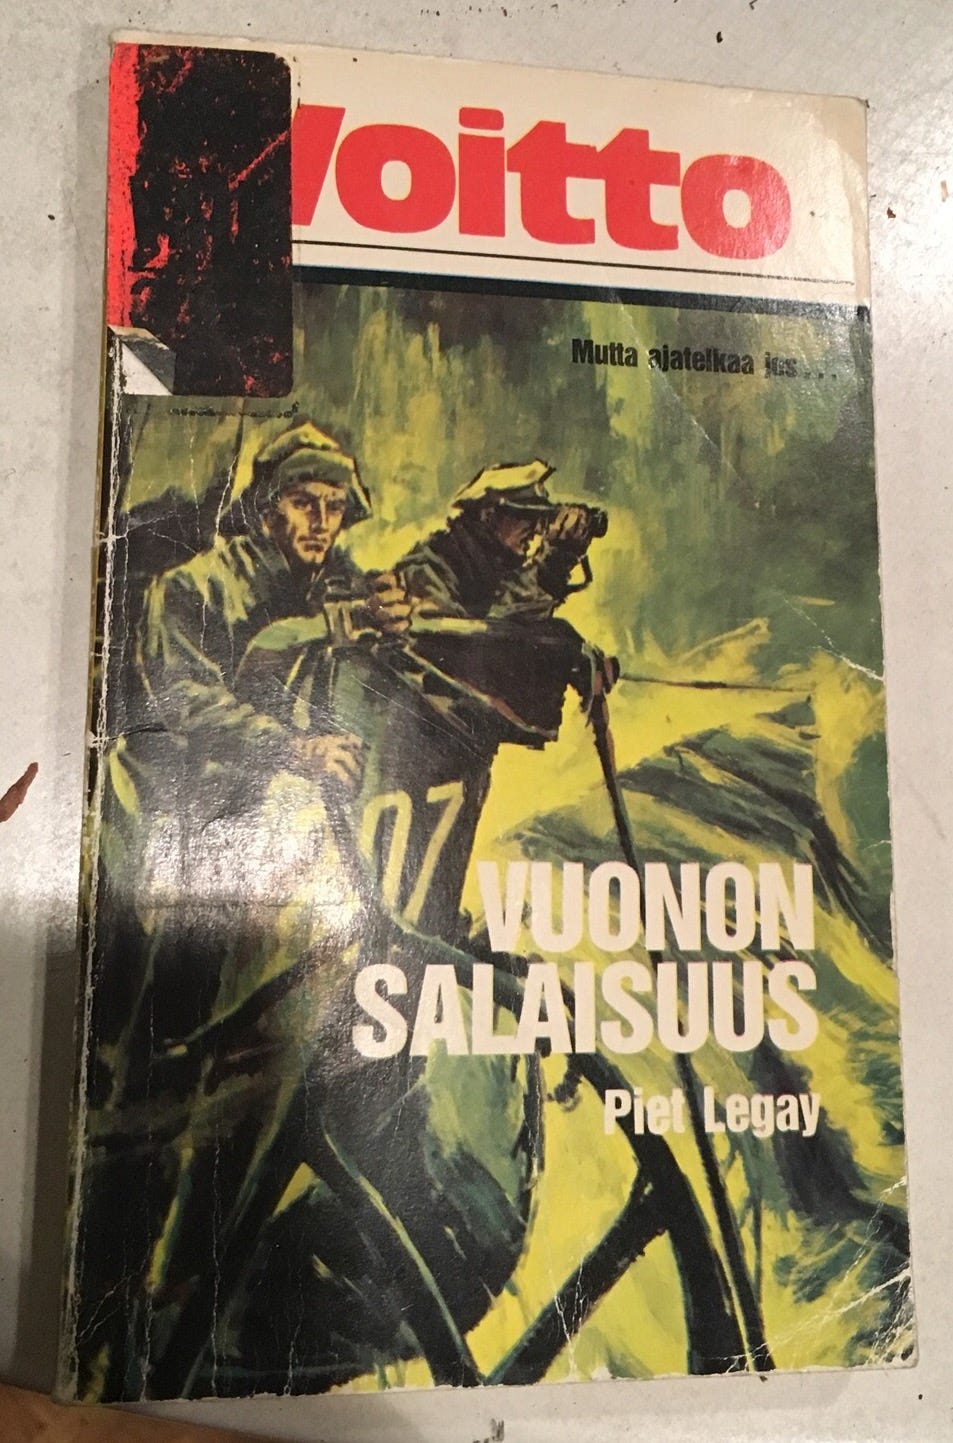 voitto
Mutta ajatelkaa jos...
07
VUONON
SALAISUUS
Piet Legay